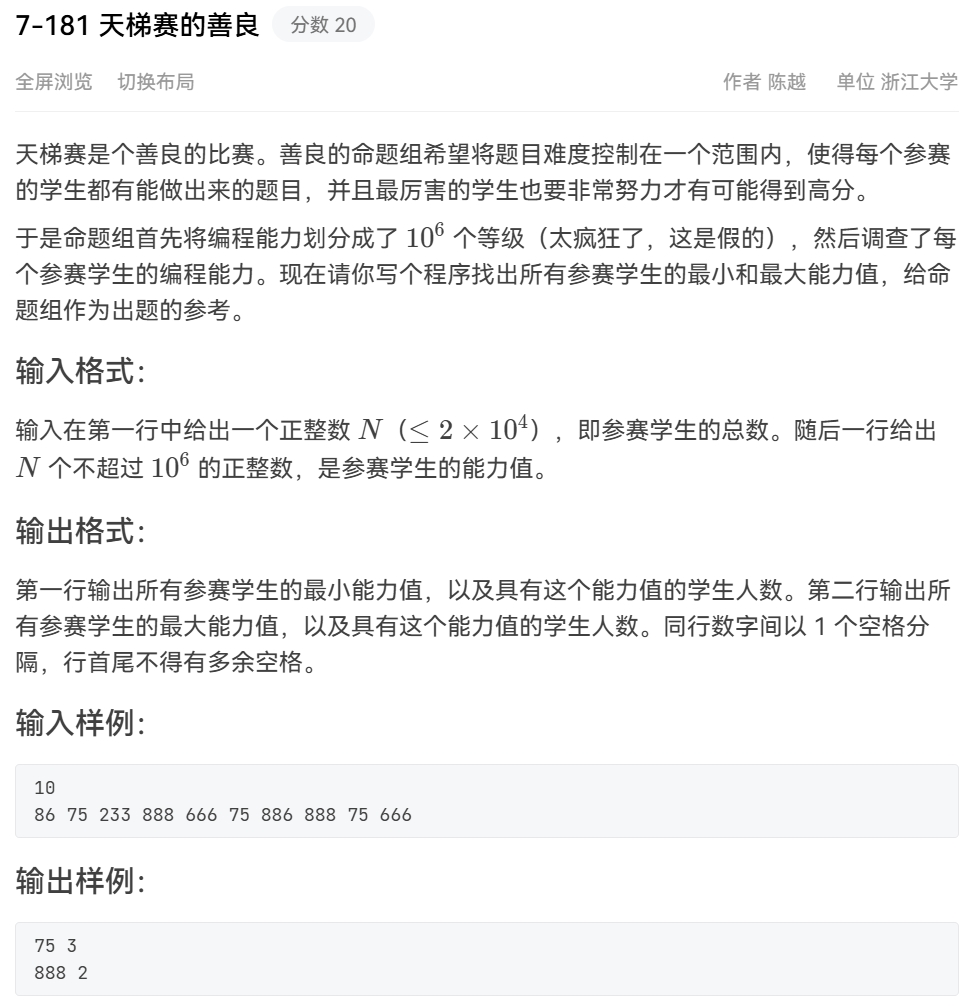 7-181 天梯赛的善良 分数 20
全屏浏览 切换布局 作者 陈越 单位 浙江大学
天梯赛是个善良的比赛。善良的命题组希望将题目难度控制在一个范围内，使得每个参赛
的学生都有能做出来的题目，并且最厉害的学生也要非常努力才有可能得到高分。
于是命题组首先将编程能力划分成了 10⁶ 个等级（太疯狂了，这是假的），然后调查了每
个参赛学生的编程能力。现在请你写个程序找出所有参赛学生的最小和最大能力值，给命
题组作为出题的参考。
输入格式：
输入在第一行中给出一个正整数 N（≤ 2 × 10⁴），即参赛学生的总数。随后一行给出
N 个不超过 10⁶ 的正整数，是参赛学生的能力值。
输出格式：
第一行输出所有参赛学生的最小能力值，以及具有这个能力值的学生人数。第二行输出所
有参赛学生的最大能力值，以及具有这个能力值的学生人数。同行数字间以 1 个空格分
隔，行首尾不得有多余空格。
输入样例：
10
86 75 233 888 666 75 886 888 75 666
输出样例：
75 3
888 2